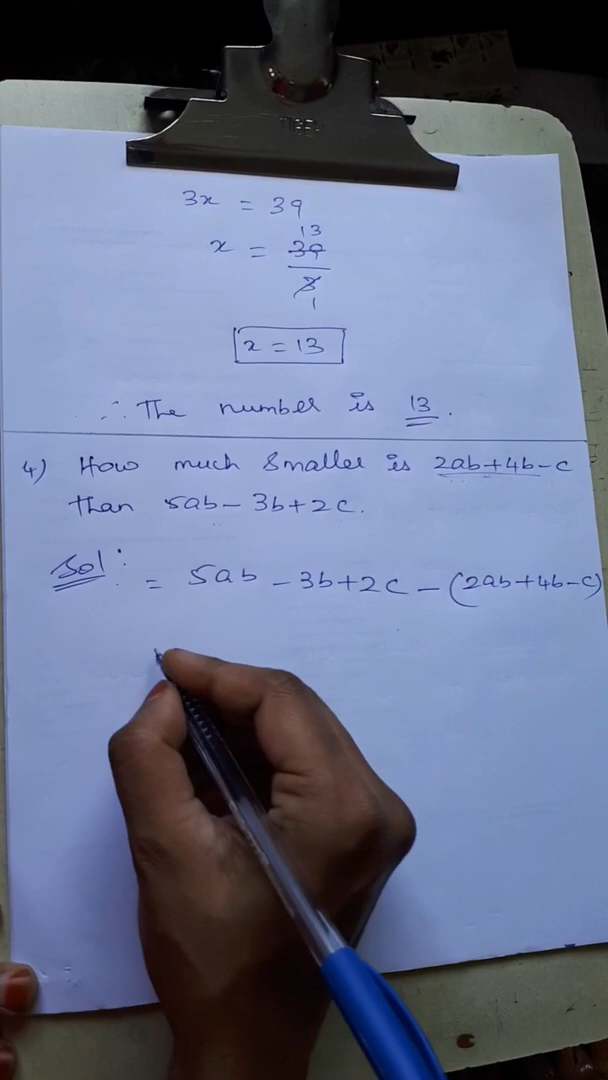 3x = 39
13
x = 39
3
1
x = 13
∴ The number is 13.
4) How much smaller is 2ab+4b-c
than 5ab-3b+2c.
Sol:
= 5ab-3b+2c-(2ab+4b-c)